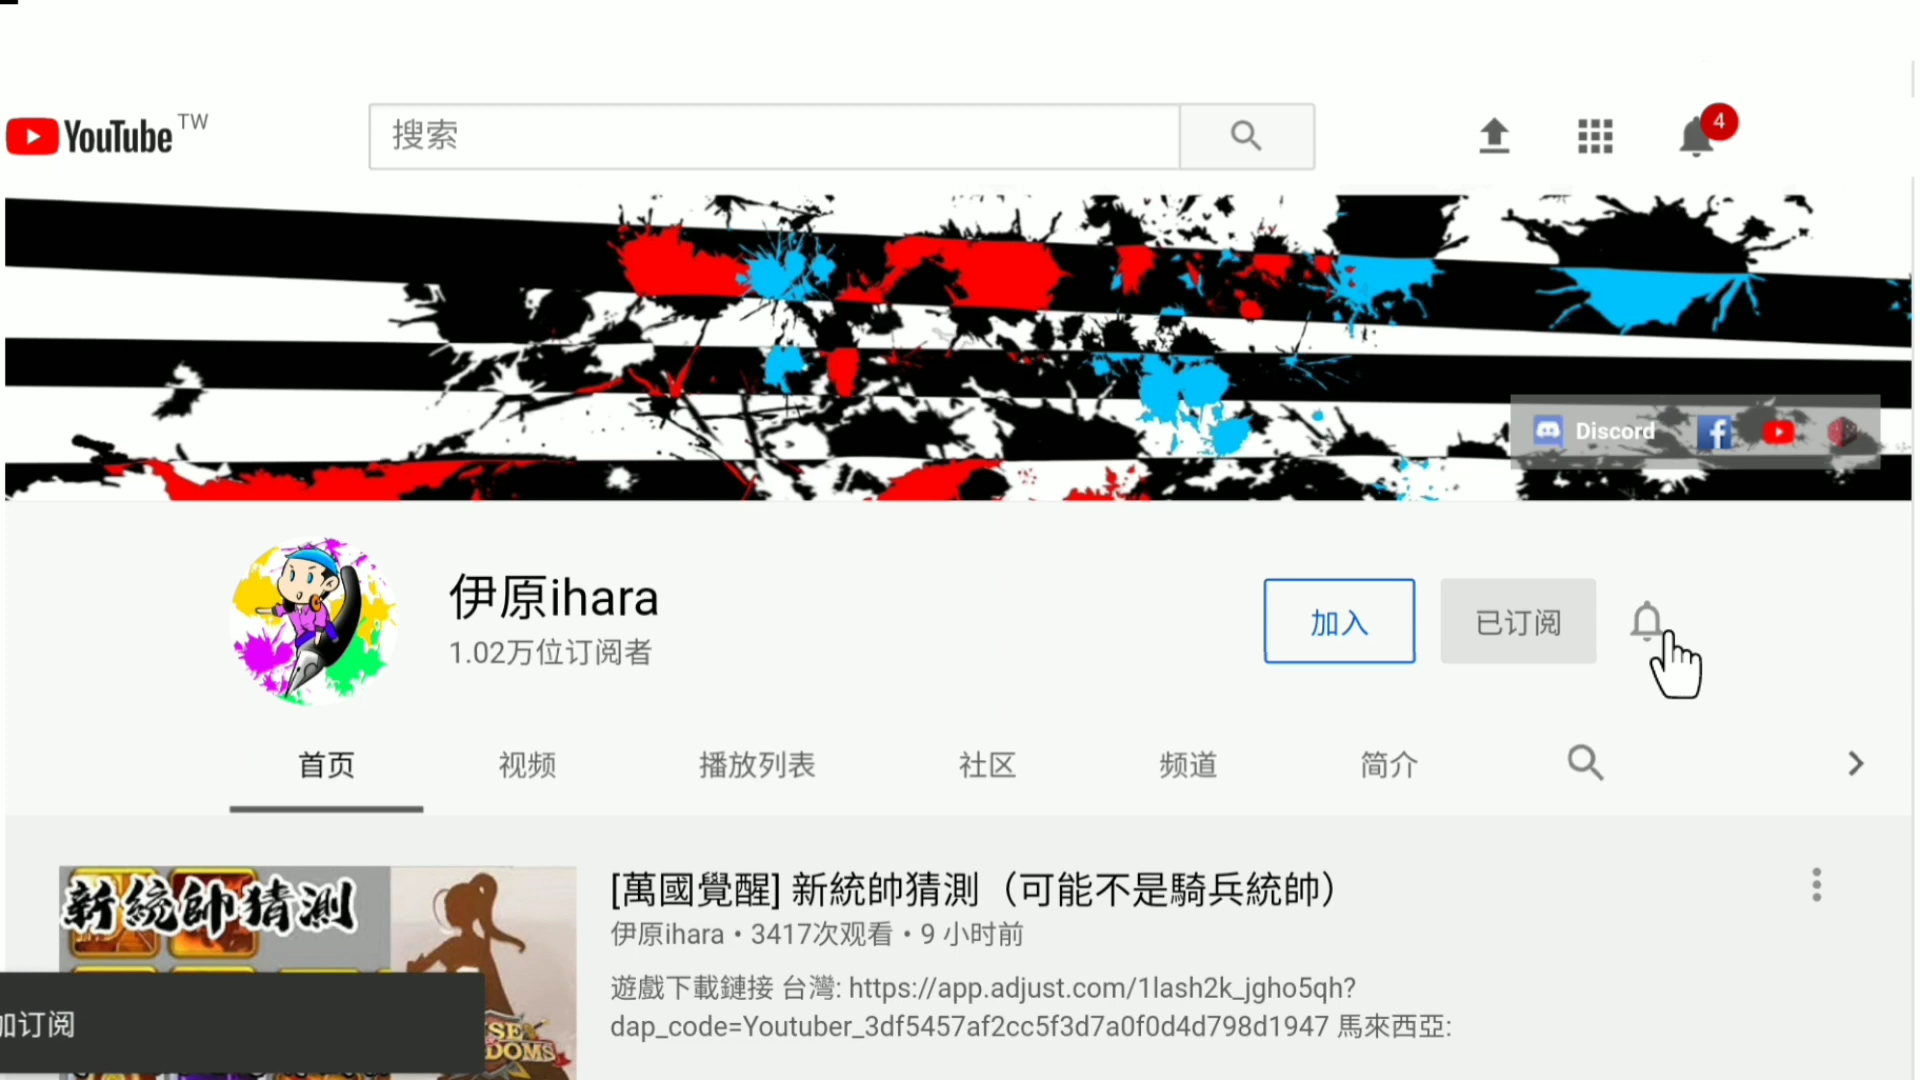 YouTube TW
搜索
4
Discord
伊原ihara
1.02万位订阅者
加入
已订阅
首页
视频
播放列表
社区
频道
简介
新統帥猜測
[萬國覺醒] 新統帥猜測（可能不是騎兵統帥）
伊原ihara • 3417次观看 • 9 小时前
遊戲下載鏈接 台灣: https://app.adjust.com/1lash2k_jgho5qh?
dap_code=Youtuber_3df5457af2cc5f3d7a0f0d4d798d1947 馬來西亞:
加订阅